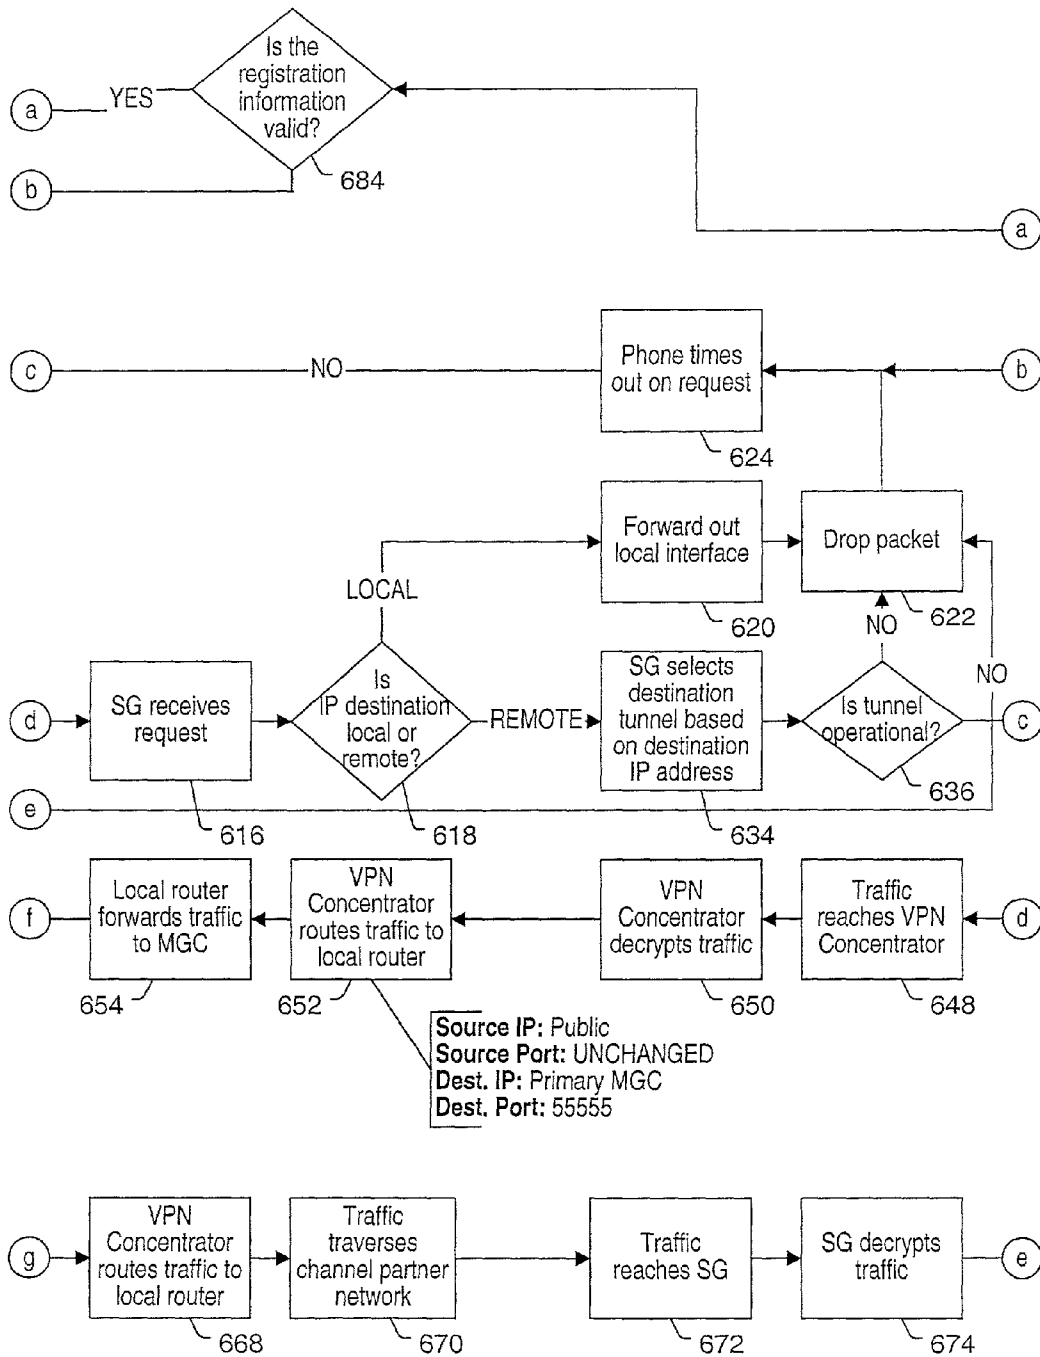 Is the
registration
information
valid?
YES
a
684
b
a
c
NO
Phone times
out on request
b
624
Forward out
local interface
Drop packet
LOCAL
620
622
NO
NO
d
SG receives
request
Is
IP destination
local or
remote?
REMOTE
SG selects
destination
tunnel based
on destination
IP address
Is tunnel
operational?
c
636
e
616
618
634
f
Local router
forwards traffic
to MGC
VPN
Concentrator
routes traffic to
local router
VPN
Concentrator
decrypts traffic
Traffic
reaches VPN
Concentrator
d
654
652
650
648
Source IP: Public
Source Port: UNCHANGED
Dest. IP: Primary MGC
Dest. Port: 55555
g
VPN
Concentrator
routes traffic to
local router
Traffic
traverses
channel partner
network
Traffic
reaches SG
SG decrypts
traffic
e
668
670
672
674